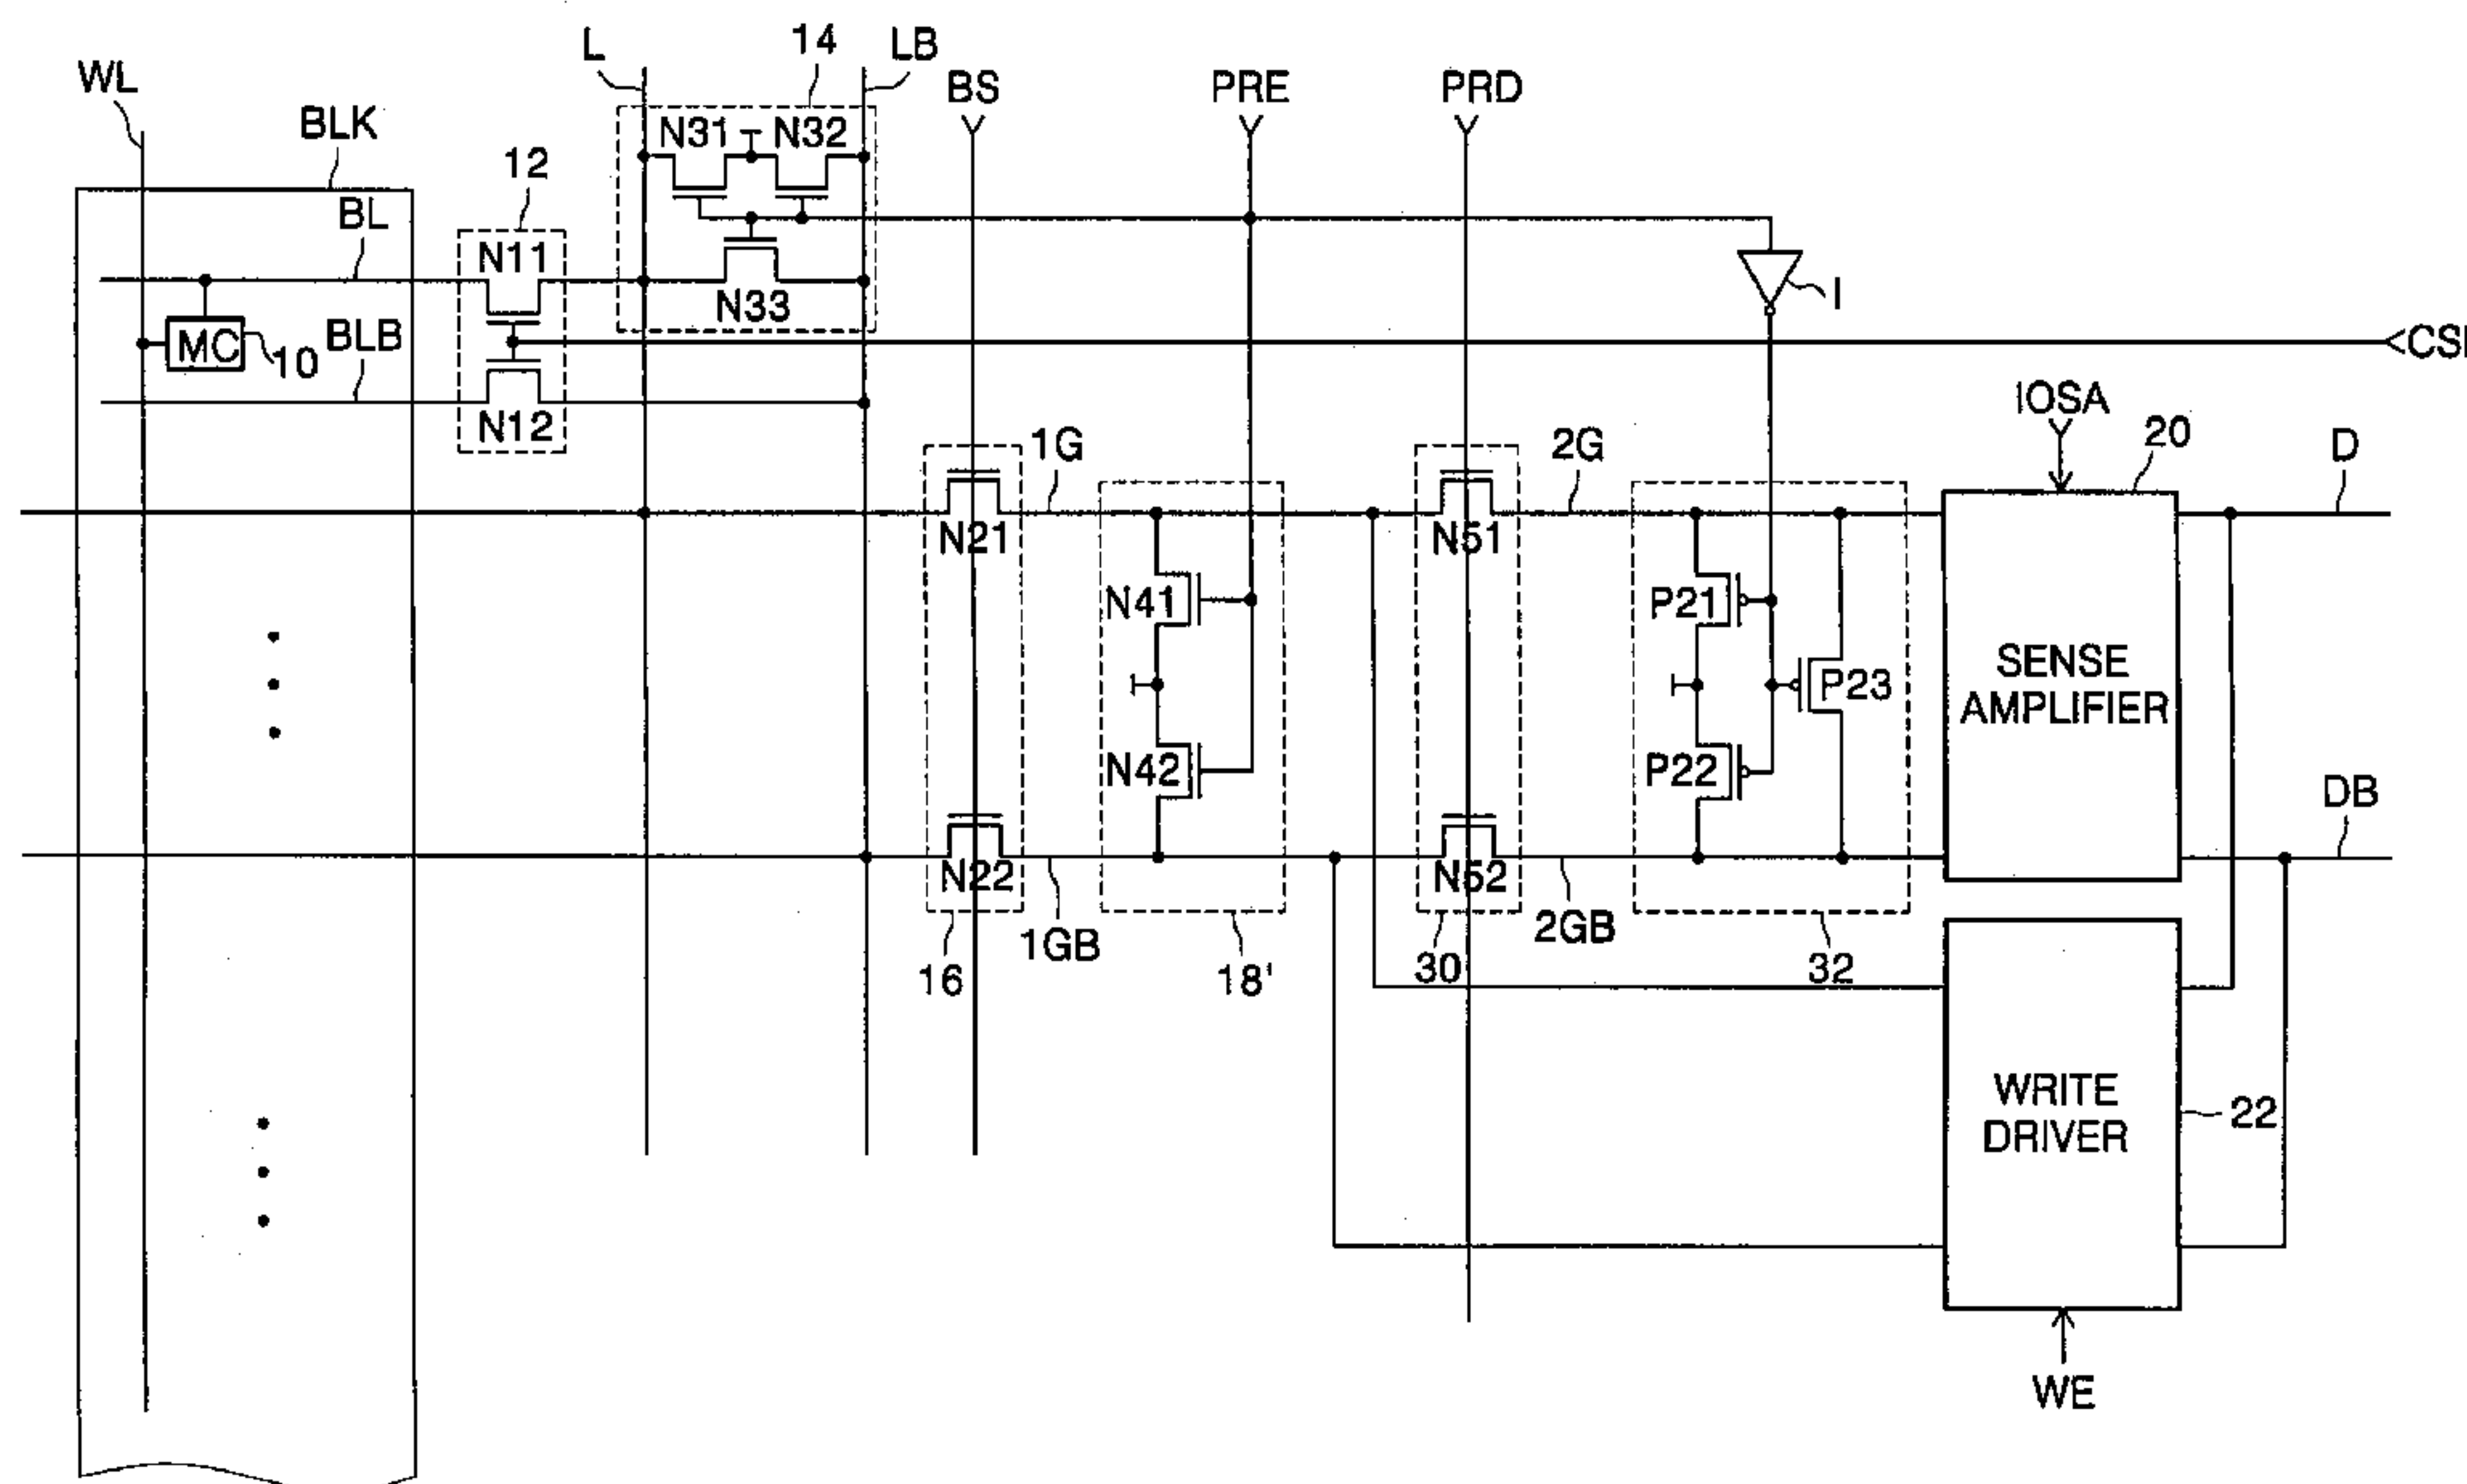 L
14
LB
WL
BS
PRE
PRD
BLK
N31
N32
12
BL
N11
N33
I
MC
10
BLB
CSL
N12
IOSA
1G
2G
20
D
N21
N51
N41
P21
SENSE
AMPLIFIER
P23
N42
P22
DB
N22
N52
1GB
2GB
16
18'
30
32
WRITE
DRIVER
22
WE